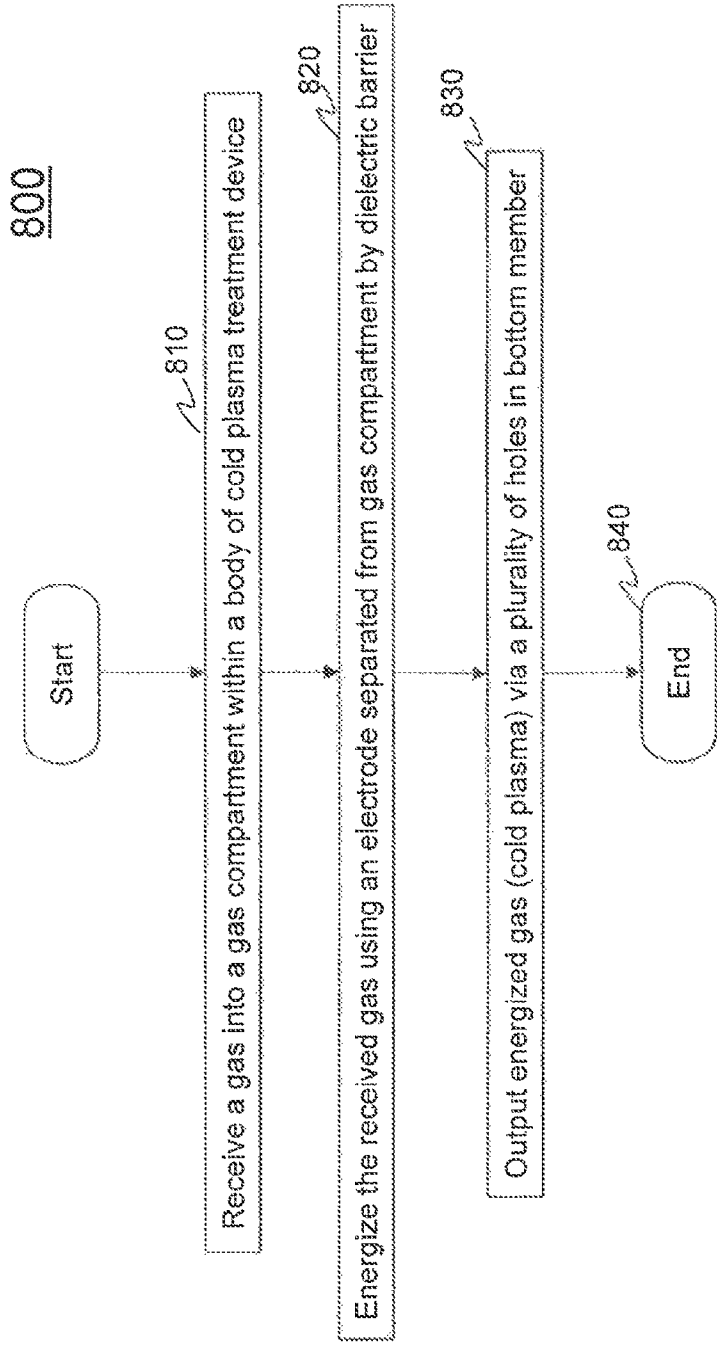 800
Start
810
Receive a gas into a gas compartment within a body of cold plasma treatment device
820
Energize the received gas using an electrode separated from gas compartment by dielectric barrier
830
Output energized gas (cold plasma) via a plurality of holes in bottom member
840
End